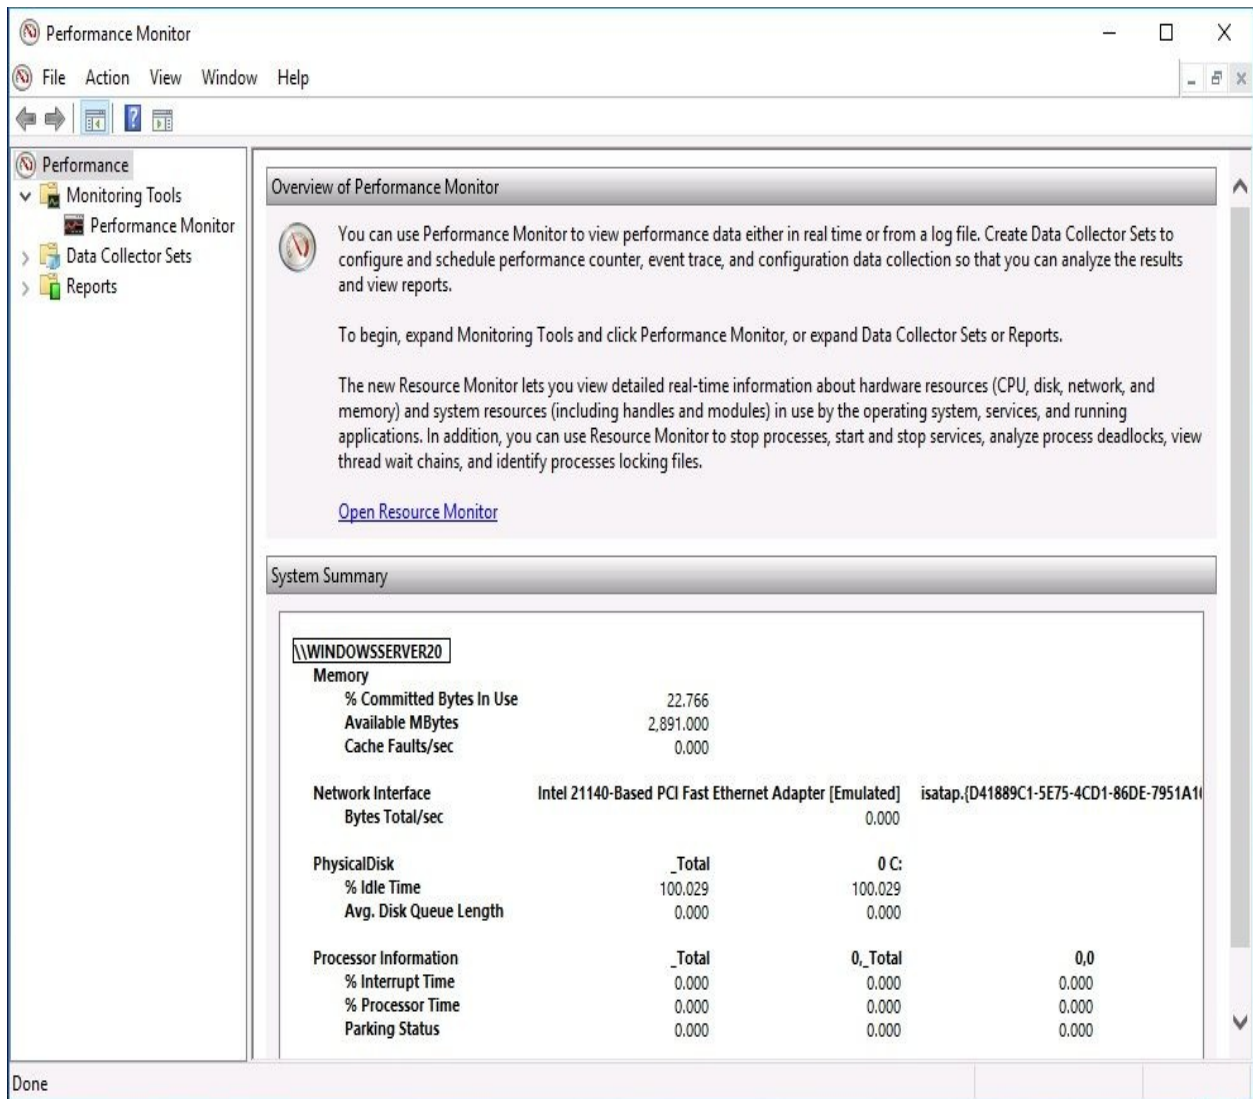 Performance Monitor
File Action View Window Help
Performance
Monitoring Tools
Performance Monitor
Data Collector Sets
Reports
Overview of Performance Monitor
You can use Performance Monitor to view performance data either in real time or from a log file. Create Data Collector Sets to
configure and schedule performance counter, event trace, and configuration data collection so that you can analyze the results
and view reports.
To begin, expand Monitoring Tools and click Performance Monitor, or expand Data Collector Sets or Reports.
The new Resource Monitor lets you view detailed real-time information about hardware resources (CPU, disk, network, and
memory) and system resources (including handles and modules) in use by the operating system, services, and running
applications. In addition, you can use Resource Monitor to stop processes, start and stop services, analyze process deadlocks, view
thread wait chains, and identify processes locking files.
Open Resource Monitor
System Summary
\\WINDOWSSERVER20
Memory
% Committed Bytes In Use 22.766
Available MBytes 2,891.000
Cache Faults/sec 0.000
Network Interface Intel 21140-Based PCI Fast Ethernet Adapter [Emulated] isatap.{D41889C1-5E75-4CD1-86DE-7951A1
Bytes Total/sec 0.000
PhysicalDisk _Total 0 C:
% Idle Time 100.029 100.029
Avg. Disk Queue Length 0.000 0.000
Processor Information _Total 0,_Total 0,0
% Interrupt Time 0.000 0.000 0.000
% Processor Time 0.000 0.000 0.000
Parking Status 0.000 0.000 0.000
Done